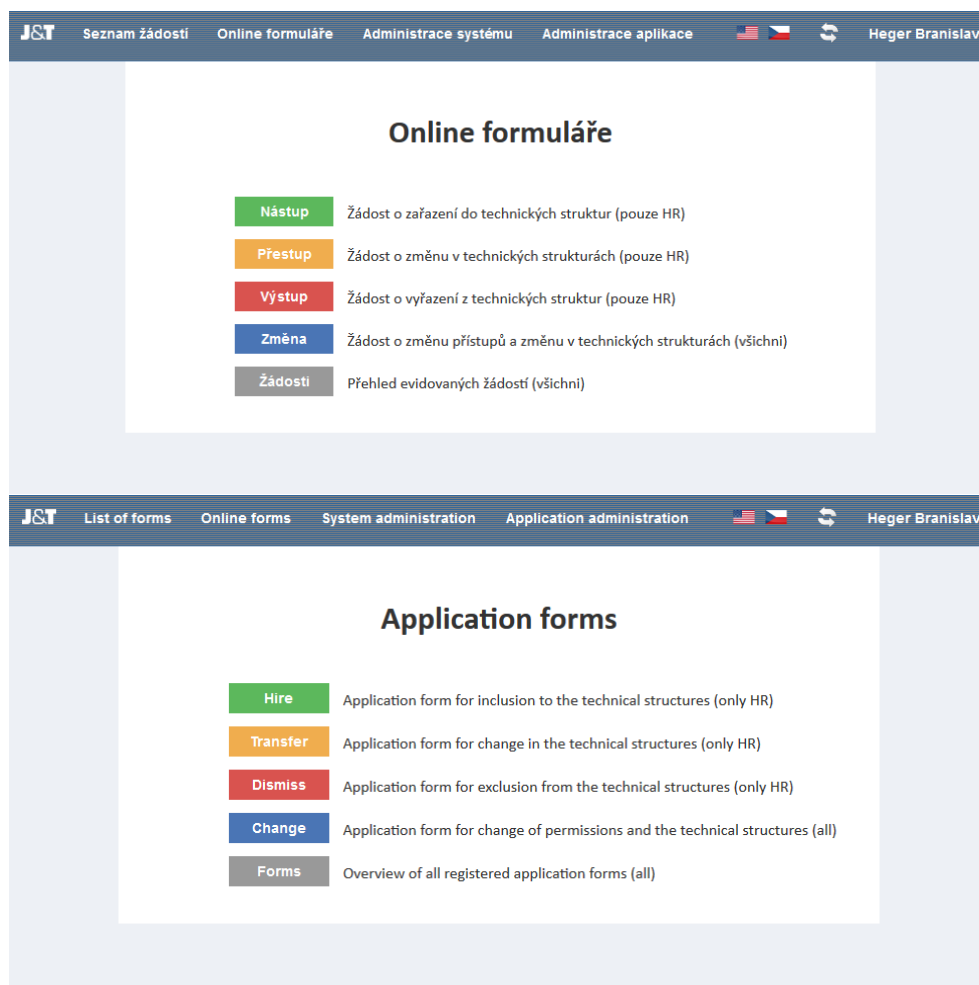 J&T Seznam žádostí Online formuláře Administrace systému Administrace aplikace Heger Branislav
Online formuláře
Nástup Žádost o zařazení do technických struktur (pouze HR)
Přestup Žádost o změnu v technických strukturách (pouze HR)
Výstup Žádost o vyřazení z technických struktur (pouze HR)
Změna Žádost o změnu přístupů a změnu v technických strukturách (všichni)
Žádosti Přehled evidovaných žádostí (všichni)
J&T List of forms Online forms System administration Application administration Heger Branislav
Application forms
Hire Application form for inclusion to the technical structures (only HR)
Transfer Application form for change in the technical structures (only HR)
Dismiss Application form for exclusion from the technical structures (only HR)
Change Application form for change of permissions and the technical structures (all)
Forms Overview of all registered application forms (all)